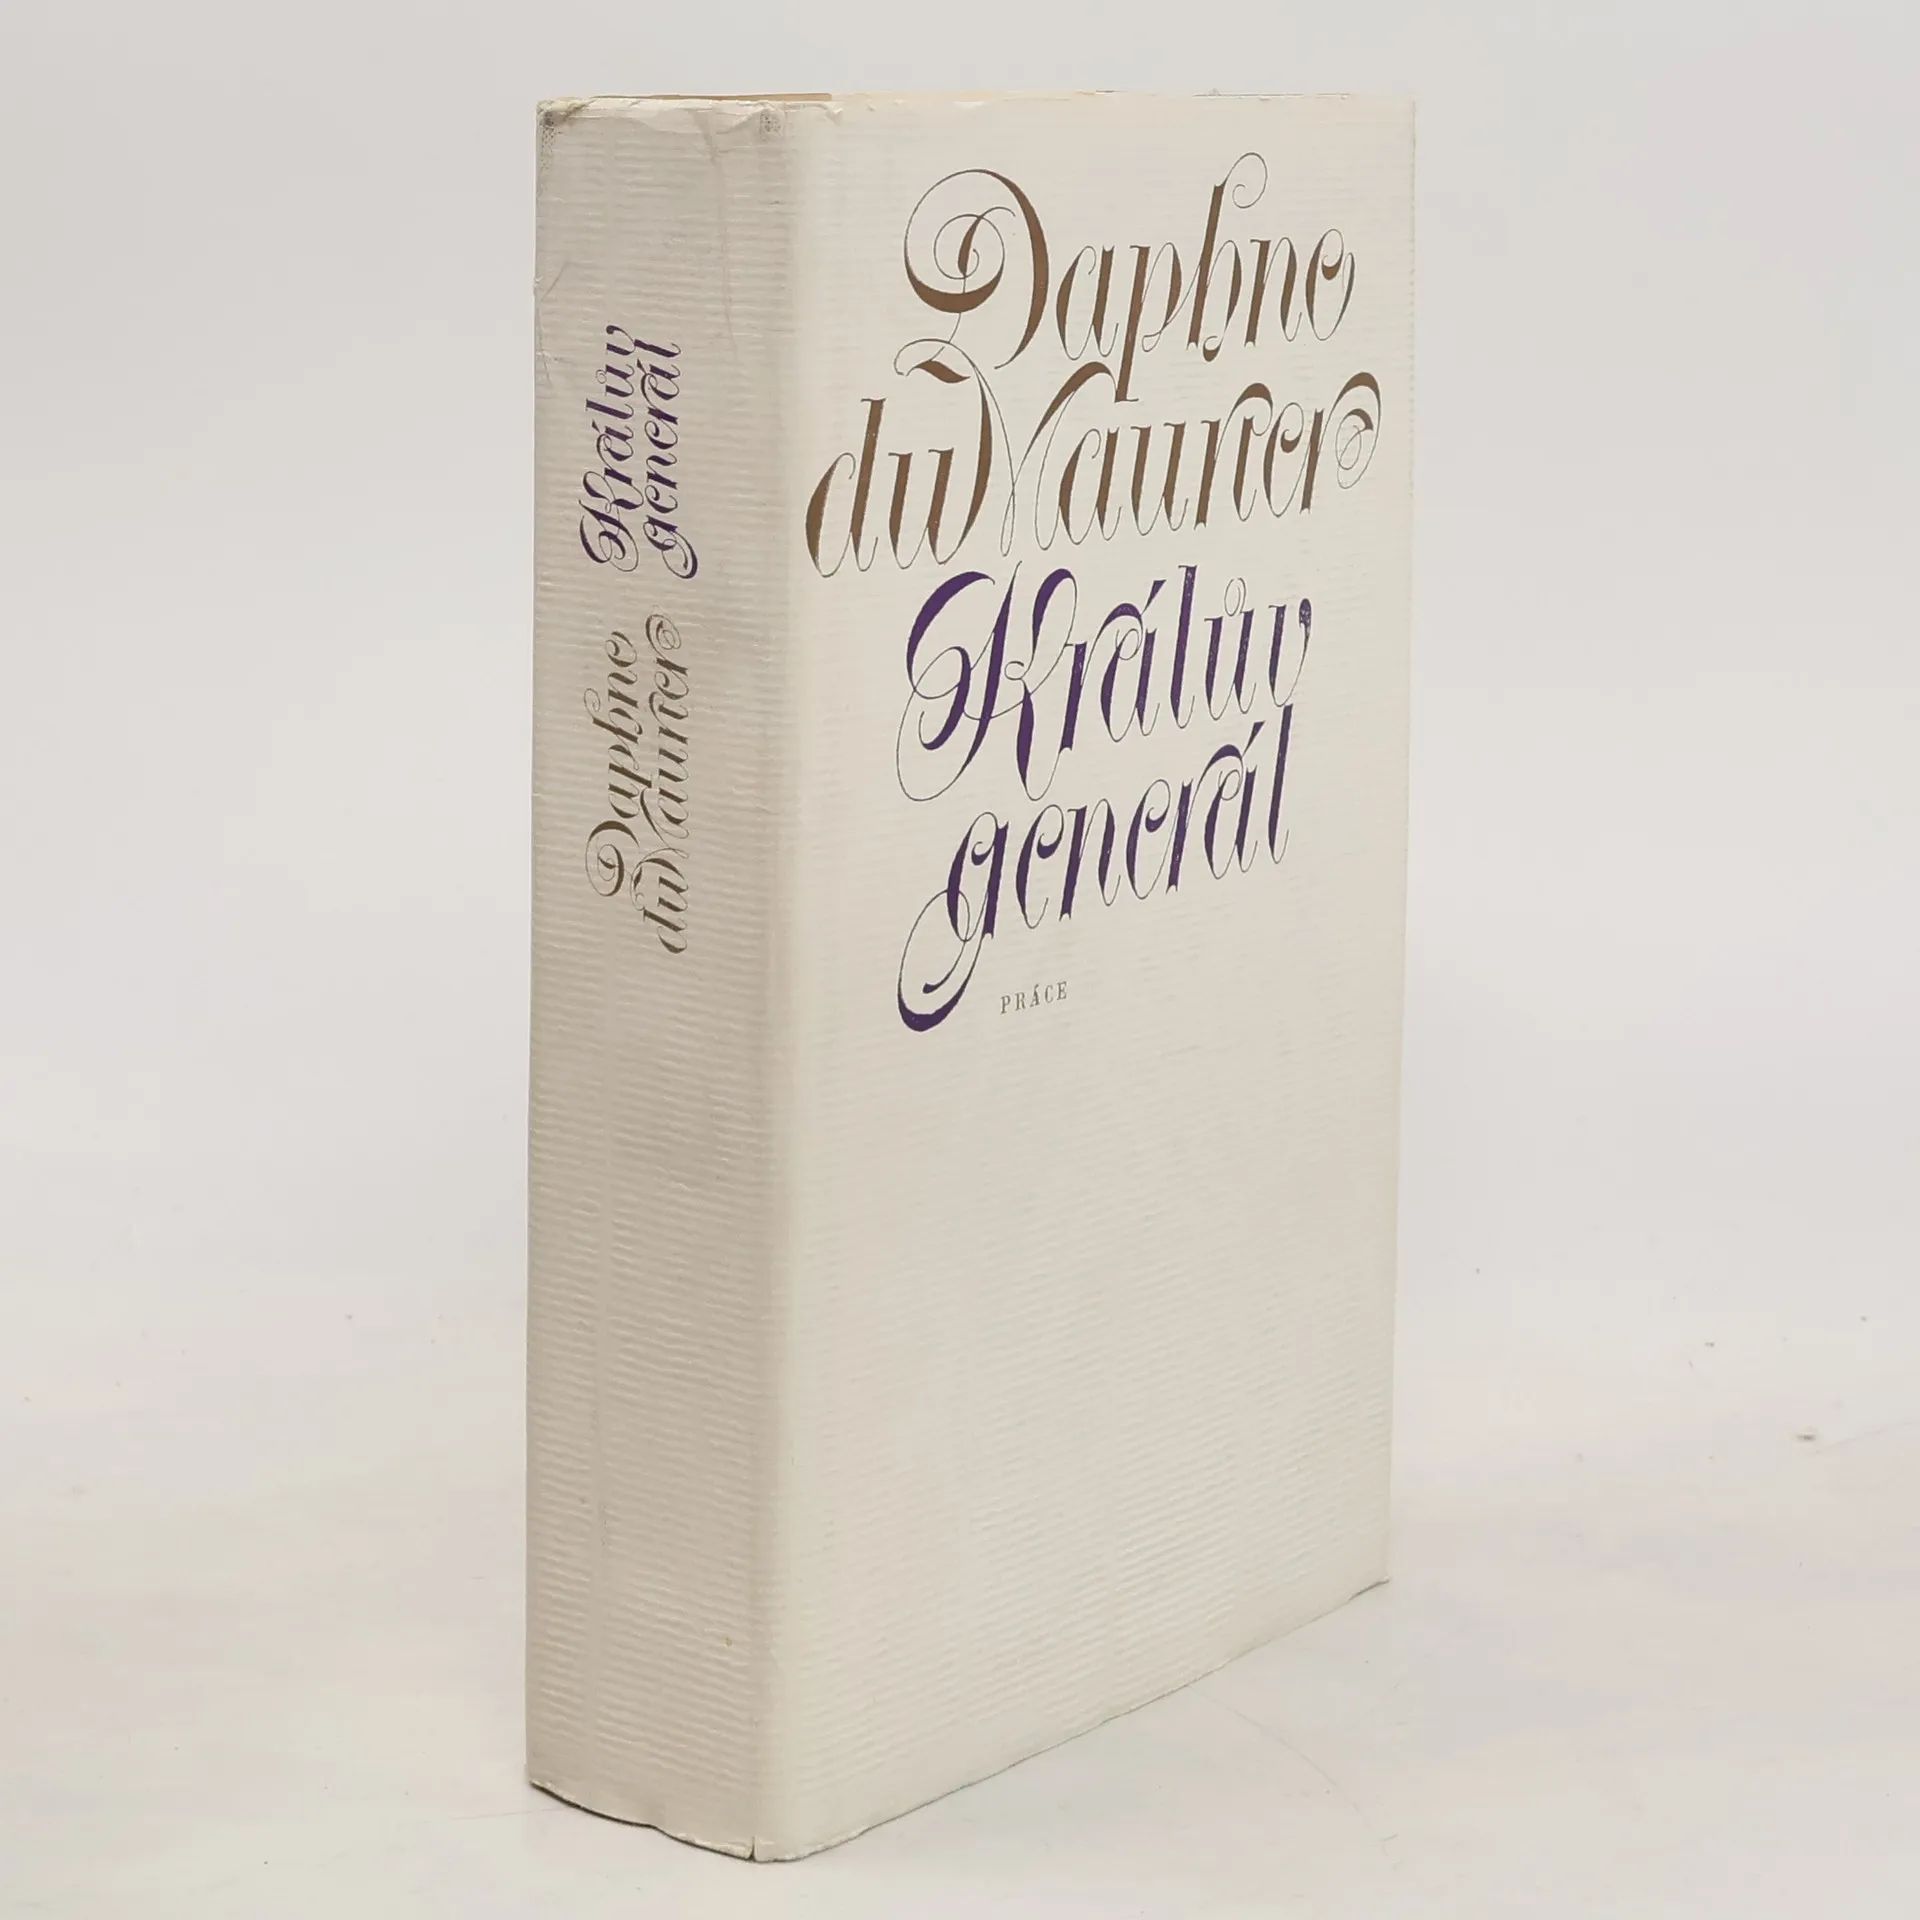 Daphne
du Maurier
Králův
generál
PRÁCE
Daphne
du Maurier
Králův
generál